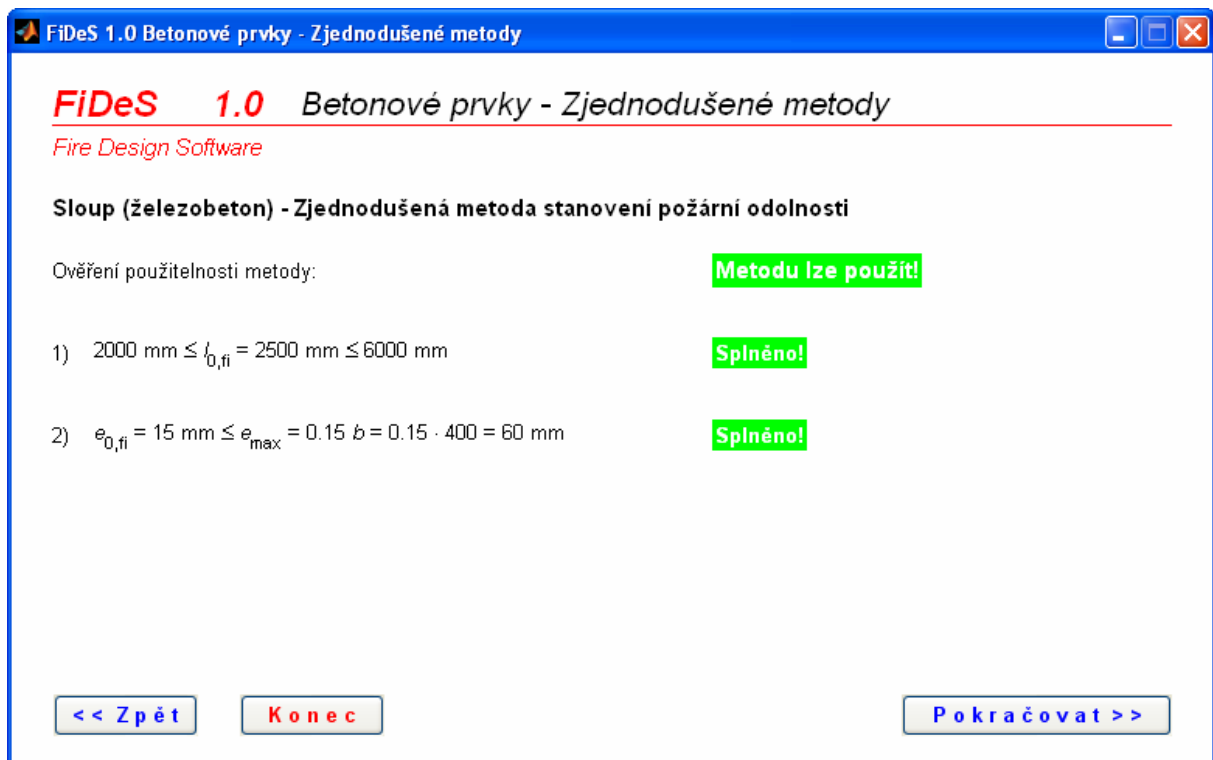 FiDeS 1.0 Betonové prvky - Zjednodušené metody
FiDeS 1.0 Betonové prvky - Zjednodušené metody
Fire Design Software
Sloup (železobeton) - Zjednodušená metoda stanovení požární odolnosti
Ověření použitelnosti metody: Metodu lze použít!
1) 2000 mm ≤ l0,fi = 2500 mm ≤ 6000 mm Splněno!
2) e0,fi = 15 mm ≤ emax = 0.15 b = 0.15 · 400 = 60 mm Splněno!
<< Zpět Konec Pokračovat >>